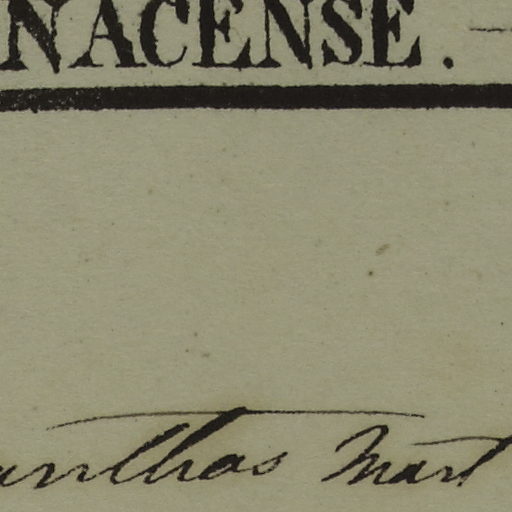 NACENSE. —
anthas Mart